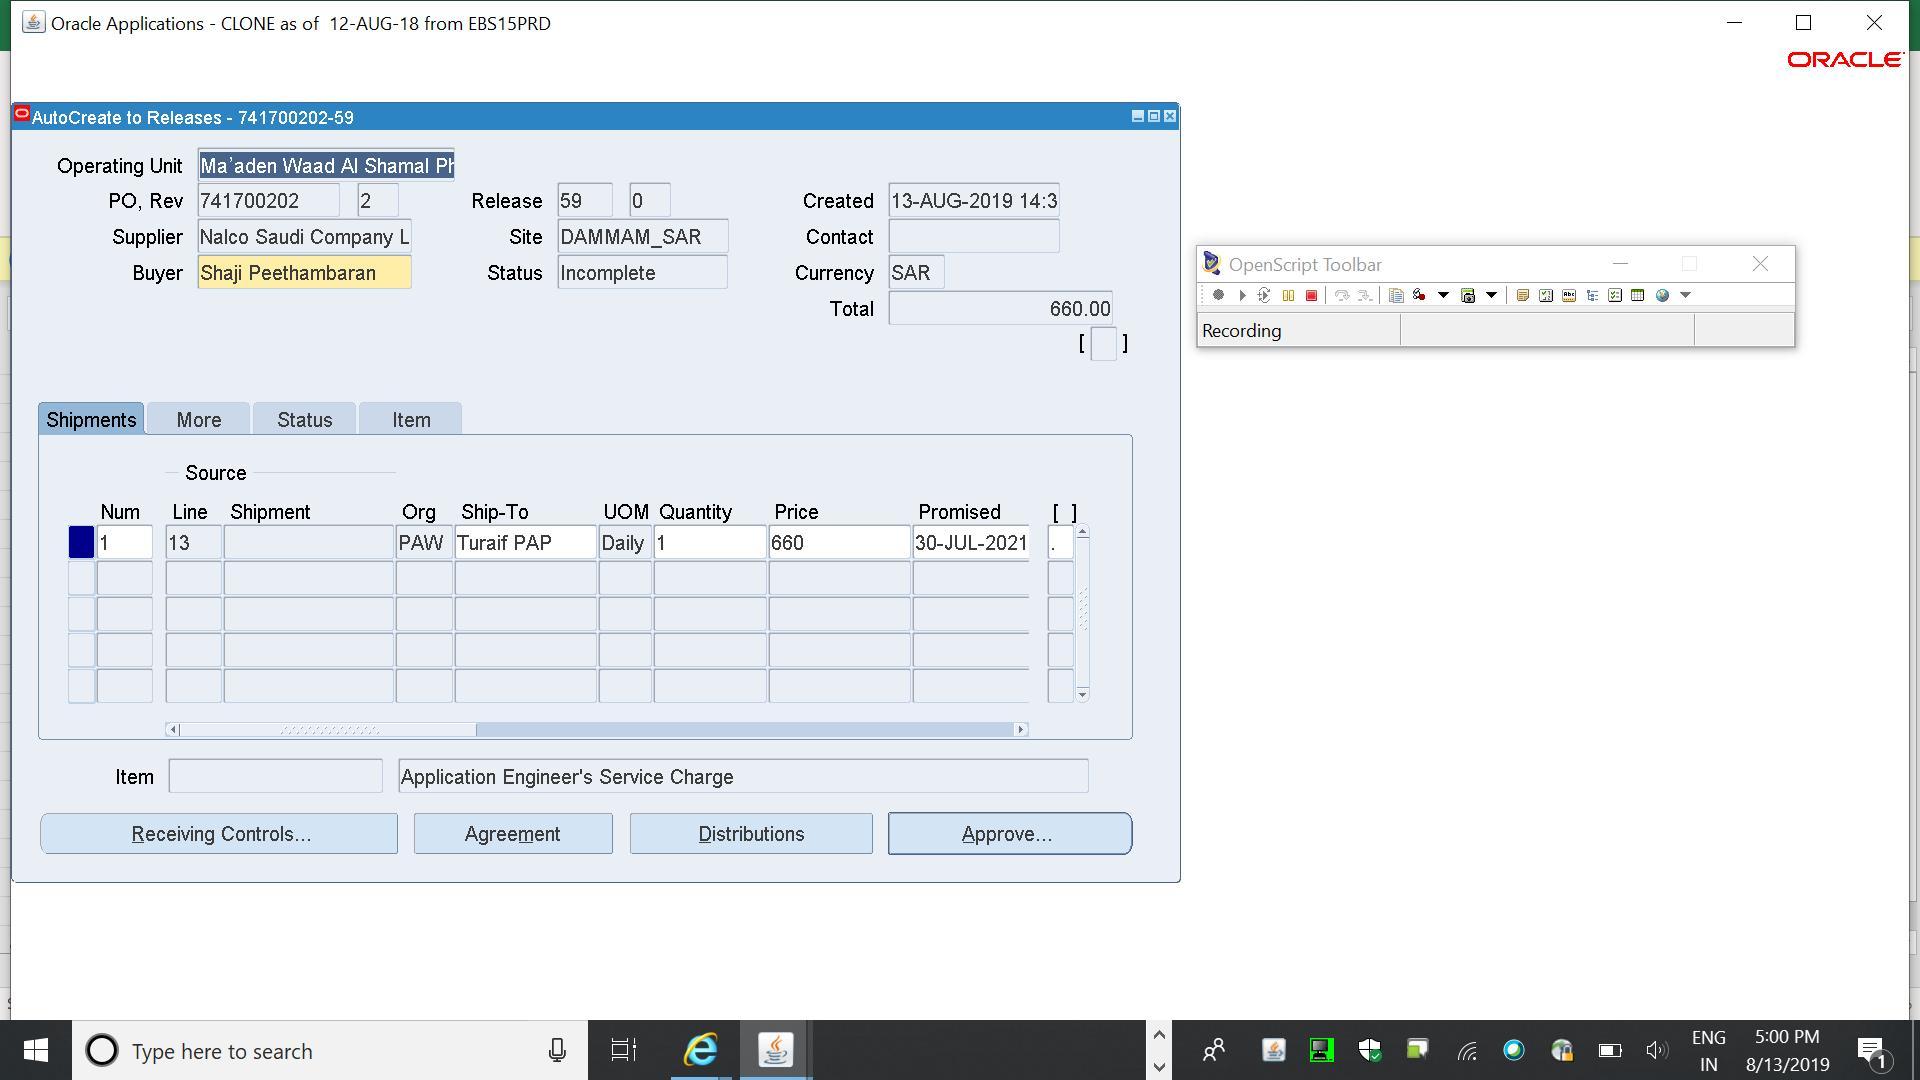 Oracle Applications - CLONE as of 12-AUG-18 from EBS15PRD
ORACLE
AutoCreate to Releases - 741700202-59
Operating Unit Ma'aden Waad Al Shamal Ph
PO, Rev 741700202 2 Release 59 0 Created 13-AUG-2019 14:3
Supplier Nalco Saudi Company L Site DAMMAM_SAR Contact
Buyer Shaji Peethambaran Status Incomplete Currency SAR
Total 660.00
[ ]
OpenScript Toolbar
Recording
Shipments More Status Item
Source
Num Line Shipment Org Ship-To UOM Quantity Price Promised [ ]
1 13 PAW Turaif PAP Daily 1 660 30-JUL-2021 .
Item Application Engineer's Service Charge
Receiving Controls... Agreement Distributions Approve...
Type here to search
ENG 5:00 PM
IN 8/13/2019 1